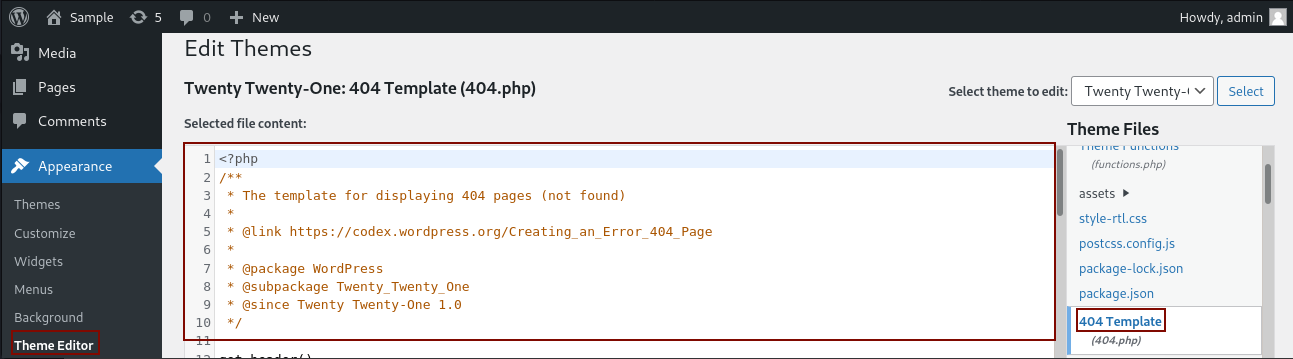 Sample 5 0 New Howdy, admin
Media
Pages
Comments
Appearance
Themes
Customize
Widgets
Menus
Background
Theme Editor
Edit Themes
Twenty Twenty-One: 404 Template (404.php)
Select theme to edit: Twenty Twenty-( Select
Selected file content:
1 <?php
2 /**
3  * The template for displaying 404 pages (not found)
4  *
5  * @link https://codex.wordpress.org/Creating_an_Error_404_Page
6  *
7  * @package WordPress
8  * @subpackage Twenty_Twenty_One
9  * @since Twenty Twenty-One 1.0
10  */
11
12 get_header()
Theme Files
Theme Functions
(functions.php)
assets
style-rtl.css
postcss.config.js
package-lock.json
package.json
404 Template
(404.php)